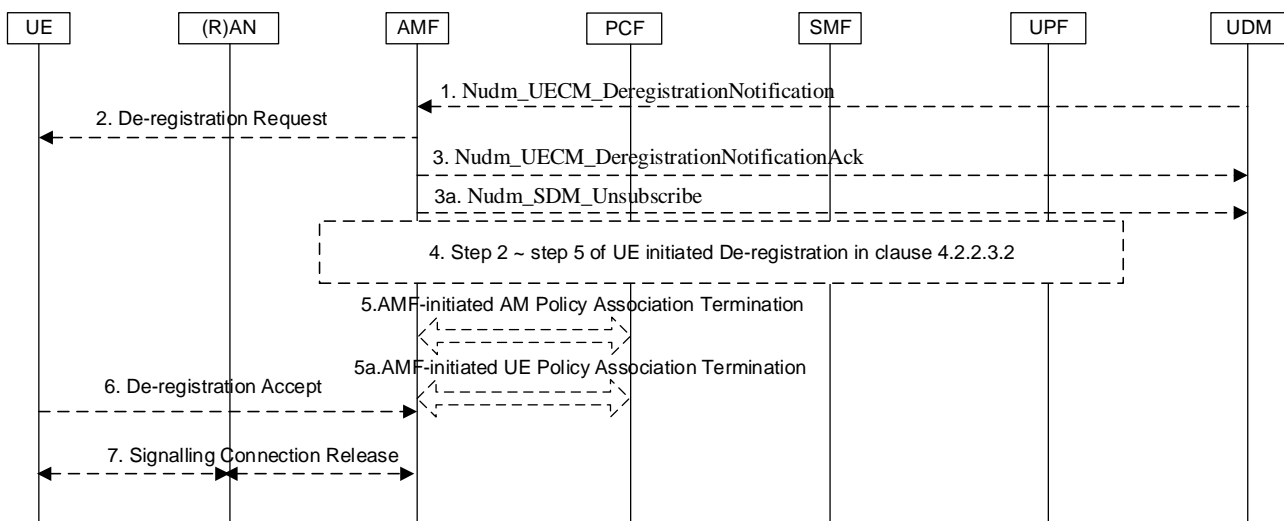 UE (R)AN AMF PCF SMF UPF UDM
1. Nudm_UECM_DeregistrationNotification
2. De-registration Request
3. Nudm_UECM_DeregistrationNotificationAck
3a. Nudm_SDM_Unsubscribe
4. Step 2 ~ step 5 of UE initiated De-registration in clause 4.2.2.3.2
5.AMF-initiated AM Policy Association Termination
5a.AMF-initiated UE Policy Association Termination
6. De-registration Accept
7. Signalling Connection Release